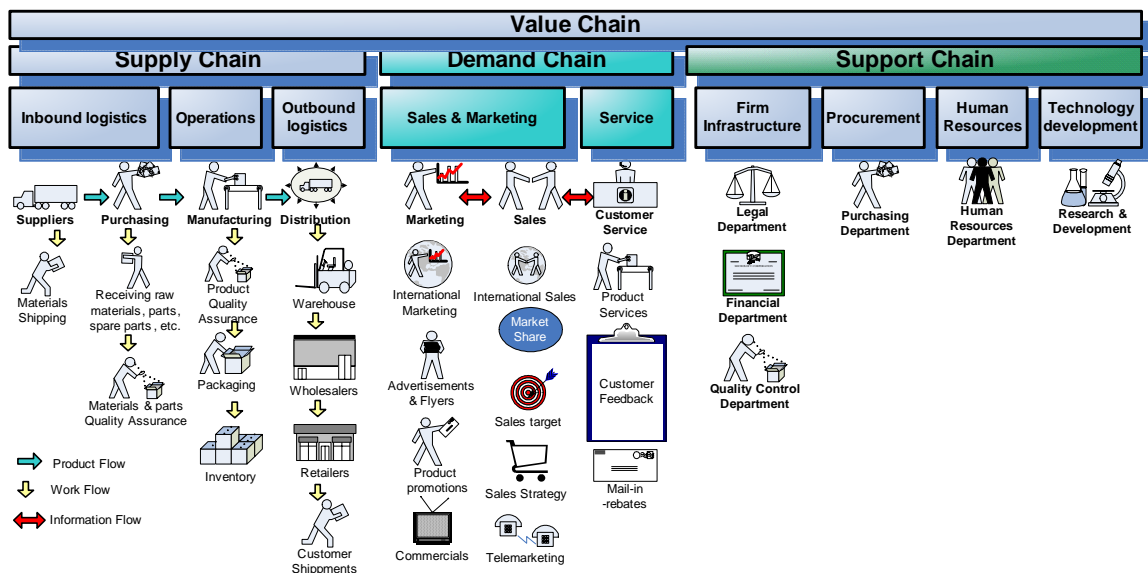 Value Chain
Supply Chain
Demand Chain
Support Chain
Inbound logistics
Operations
Outbound
logistics
Sales & Marketing
Service
Firm
Infrastructure
Procurement
Human
Resources
Technology
development
Suppliers
Purchasing
Manufacturing
Distribution
Marketing
Sales
Customer
Service
Legal
Department
Purchasing
Department
Human
Resources
Department
Research &
Development
Materials
Shipping
Receiving raw
materials, parts,
spare parts, etc.
Materials & parts
Quality Assurance
Product
Quality
Assurance
Packaging
Inventory
Warehouse
Wholesalers
Retailers
Customer
Shippments
International
Marketing
Advertisements
& Flyers
Product
promotions
Commercials
International Sales
Market
Share
Sales target
Sales Strategy
Telemarketing
Product
Services
Customer
Feedback
Mail-in
-rebates
Financial
Department
Quality Control
Department
Product Flow
Work Flow
Information Flow